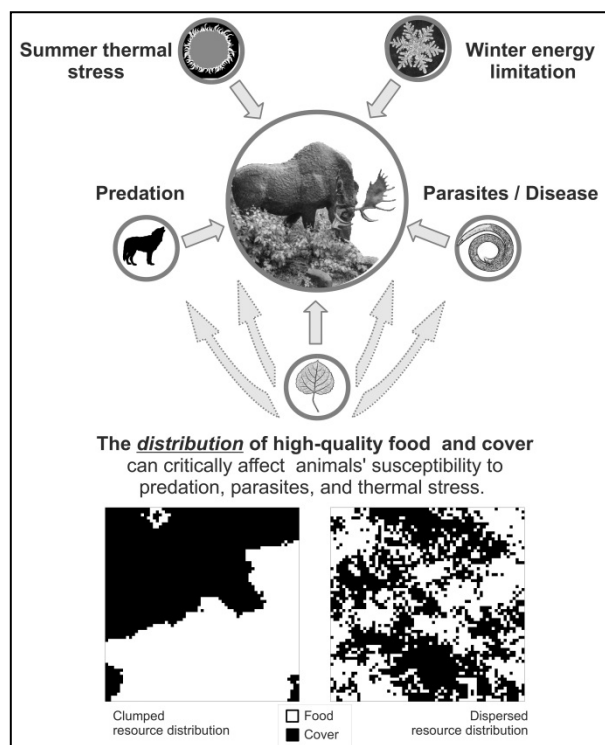 Summer thermal
stress
Winter energy
limitation
Predation
Parasites / Disease
The distribution of high-quality food and cover
can critically affect animals' susceptibility to
predation, parasites, and thermal stress.
Clumped
resource distribution
Food
Cover
Dispersed
resource distribution